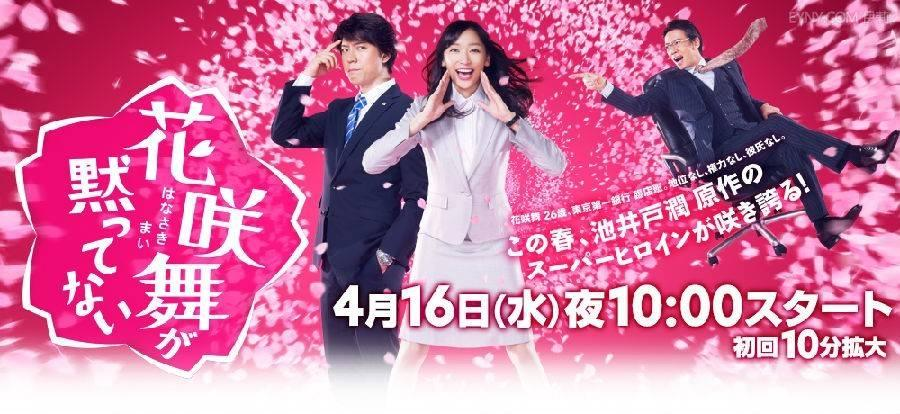 花咲舞が
はなさき まい
黙ってない
花咲舞 26歳、東京第一銀行 臨店班。地位なし、権力なし、彼氏なし。
この春、池井戸潤 原作の
スーパーヒロインが咲き誇る!
4月16日(水)夜10:00スタート
初回10分拡大
EYNY.COM 伊莉